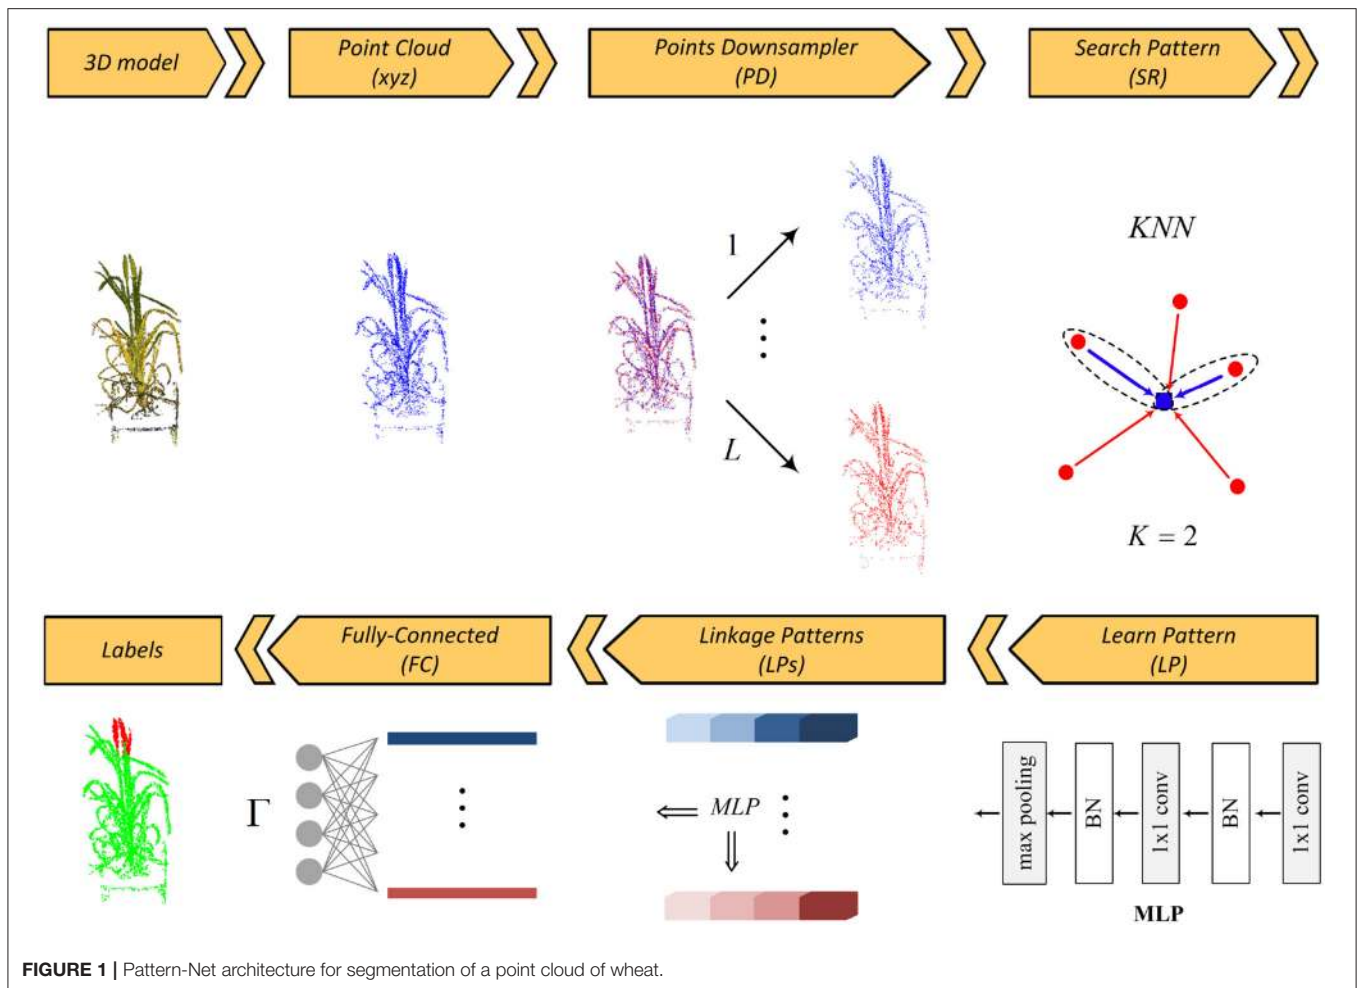 3D model
Point Cloud
(xyz)
Points Downsampler
(PD)
Search Pattern
(SR)
1
L
KNN
K = 2
Labels
Fully-Connected
(FC)
Linkage Patterns
(LPs)
Learn Pattern
(LP)
Γ
MLP
max pooling
BN
1x1 conv
BN
1x1 conv
MLP
FIGURE 1 | Pattern-Net architecture for segmentation of a point cloud of wheat.